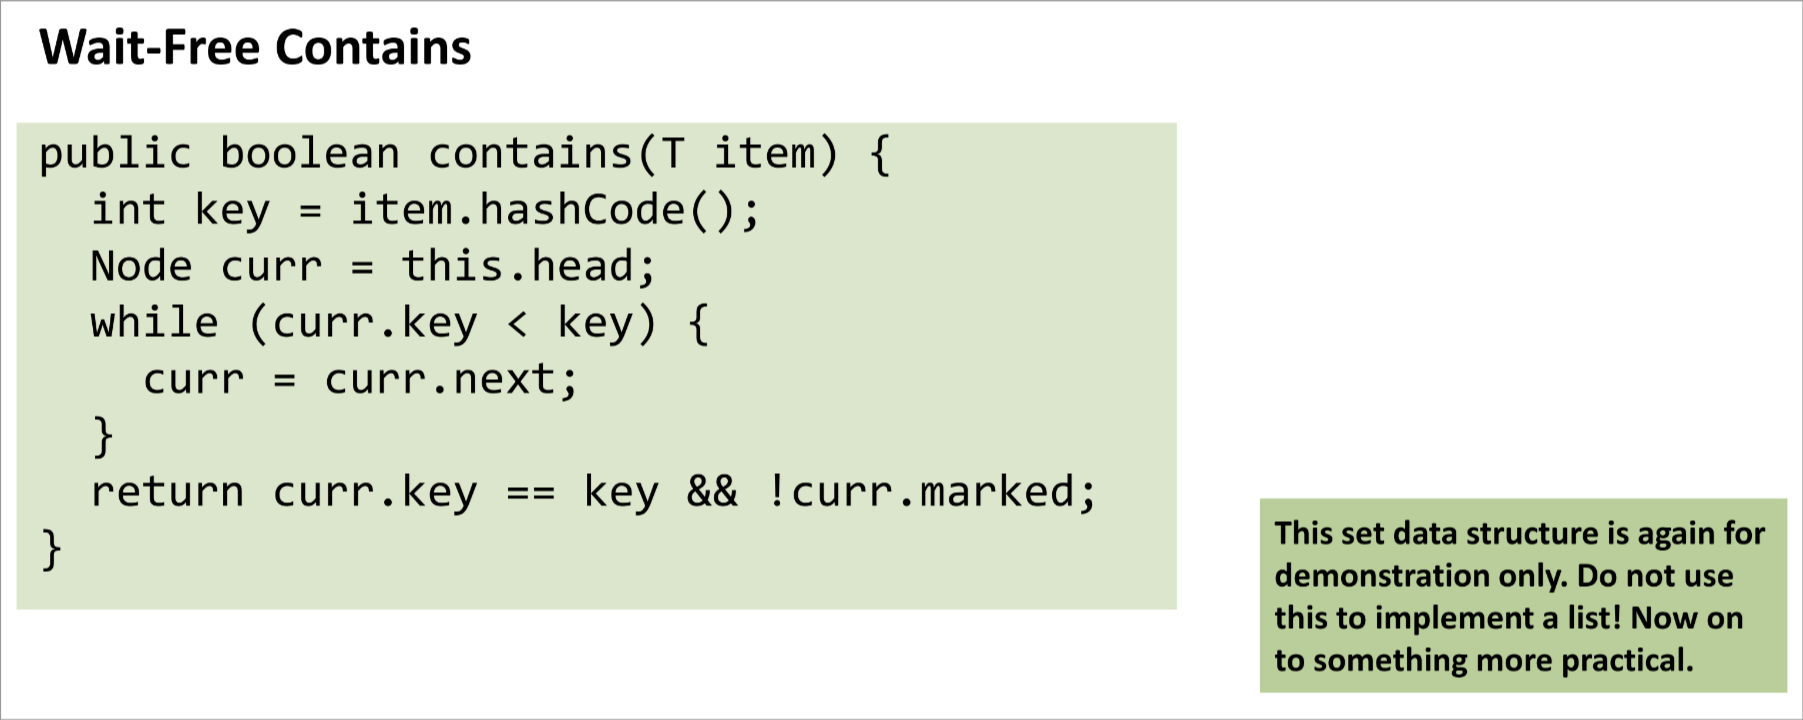 Wait-Free Contains
public boolean contains(T item) {
int key = item.hashCode();
Node curr = this.head;
while (curr.key < key) {
curr = curr.next;
}
return curr.key == key && !curr.marked;
}
This set data structure is again for
demonstration only. Do not use
this to implement a list! Now on
to something more practical.